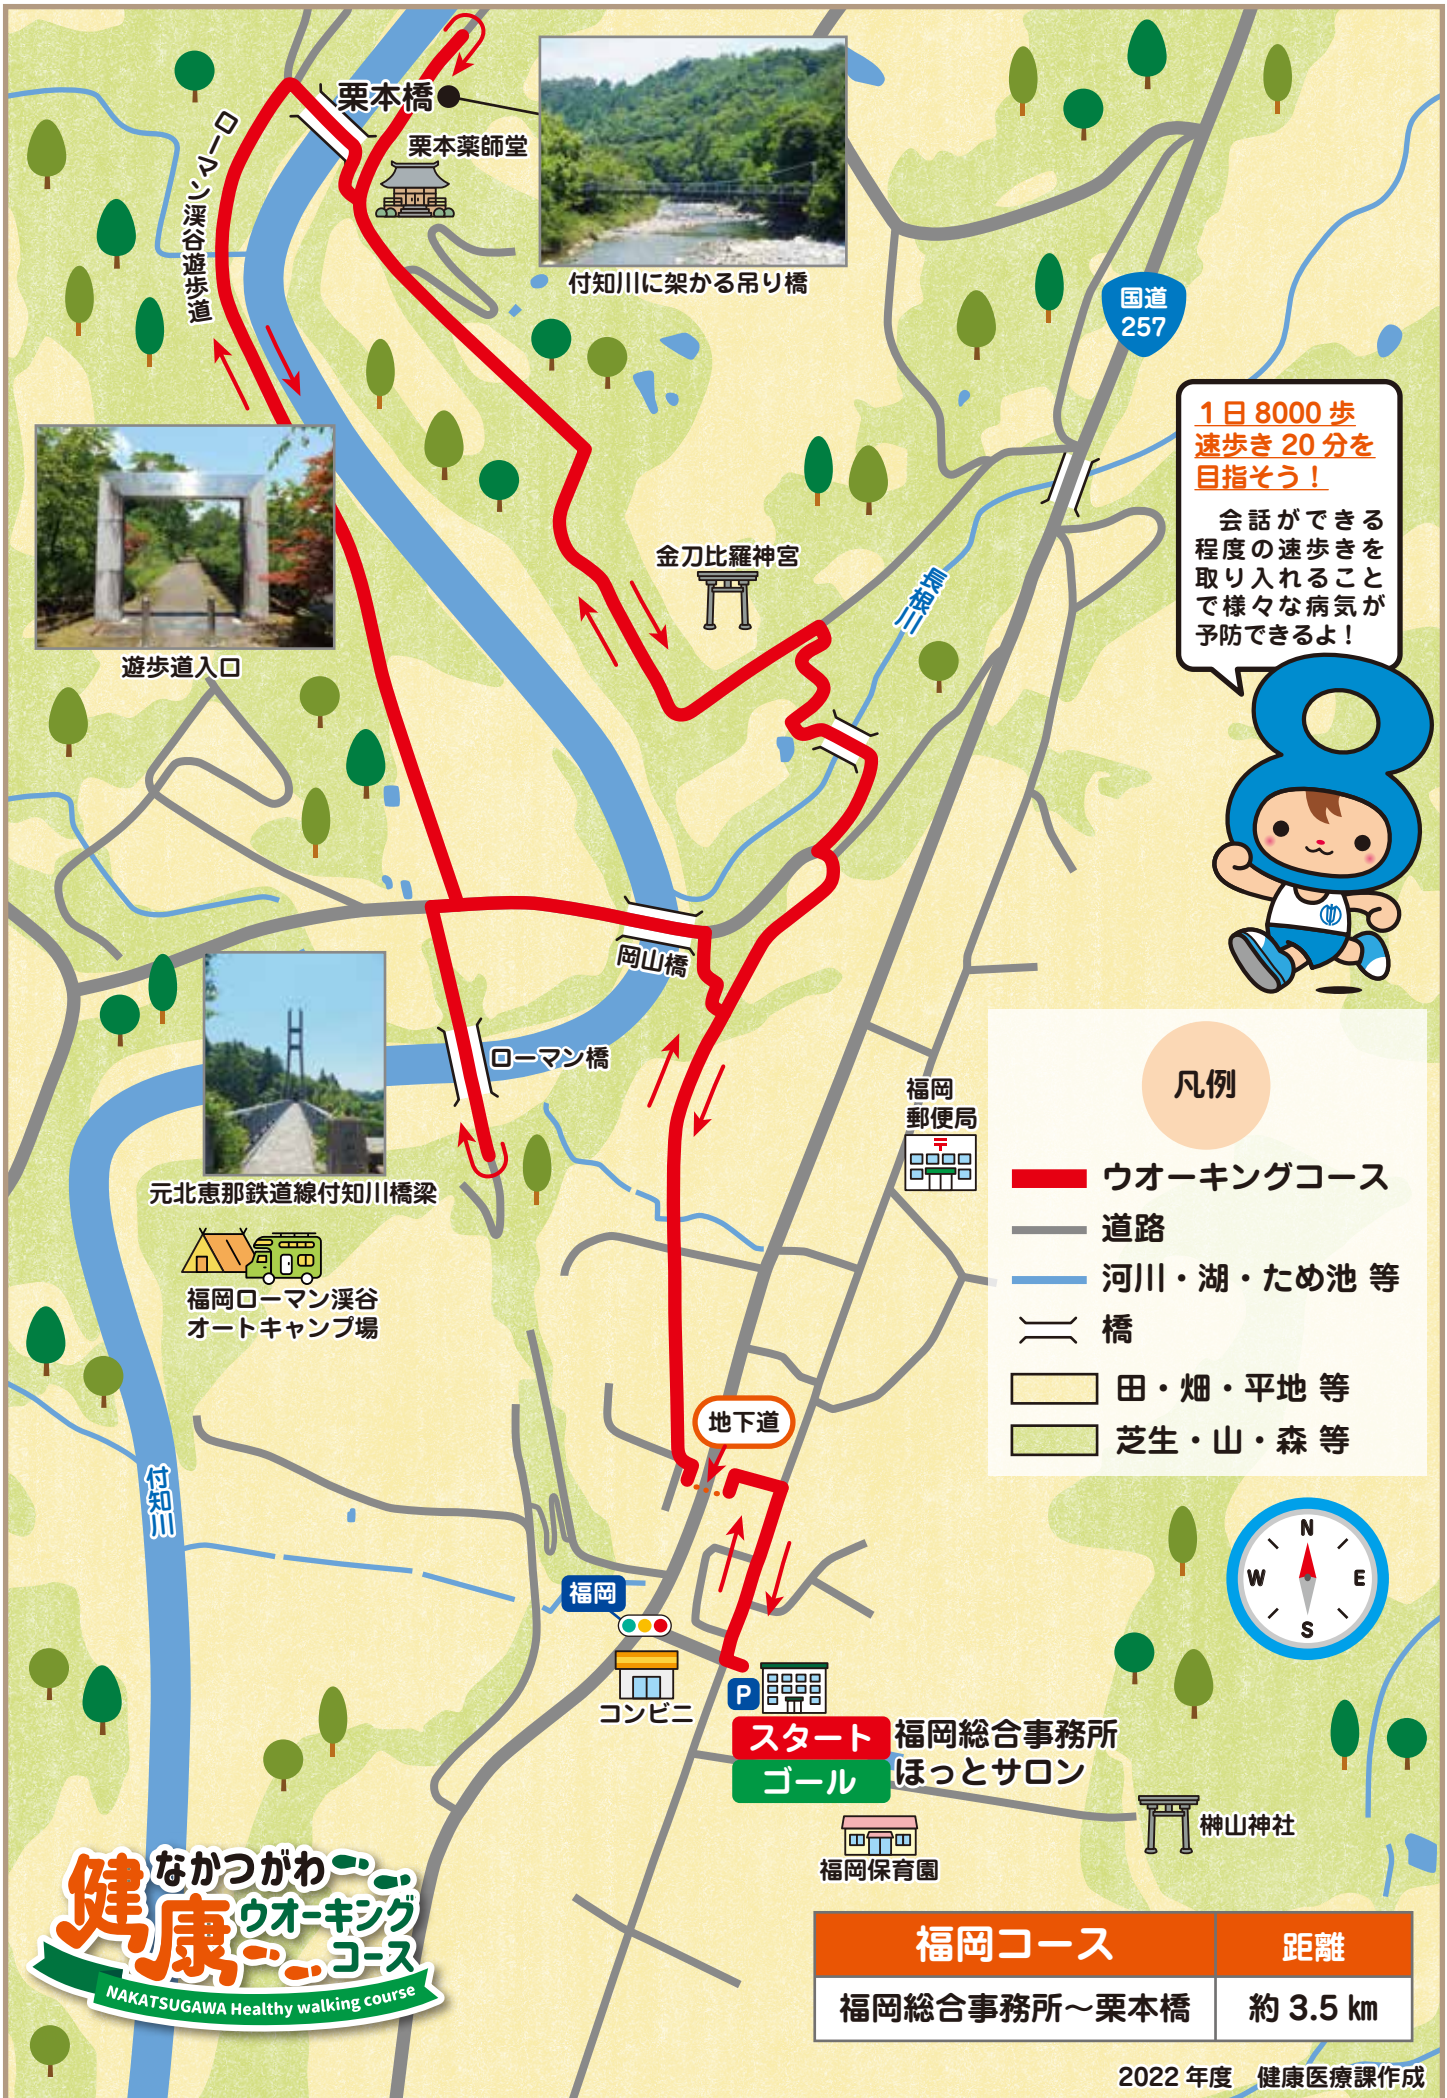 栗本橋
栗本薬師堂
ローマン渓谷遊歩道
付知川に架かる吊り橋
国道
257
1日8000歩
速歩き20分を
目指そう！
会話ができる
程度の速歩きを
取り入れること
で様々な病気が
予防できるよ！
金刀比羅神宮
長根川
遊歩道入口
岡山橋
ローマン橋
元北恵那鉄道線付知川橋梁
福岡ローマン渓谷
オートキャンプ場
福岡
郵便局
〒
凡例
ウオーキングコース
道路
河川・湖・ため池 等
橋
田・畑・平地 等
芝生・山・森 等
地下道
付知川
N
W
E
S
福岡
コンビニ
P
スタート
ゴール
福岡総合事務所
ほっとサロン
榊山神社
福岡保育園
なかつがわ
健康
ウオーキング
コース
NAKATSUGAWA Healthy walking course
福岡コース 距離
福岡総合事務所～栗本橋 約3.5㎞
2022年度 健康医療課作成